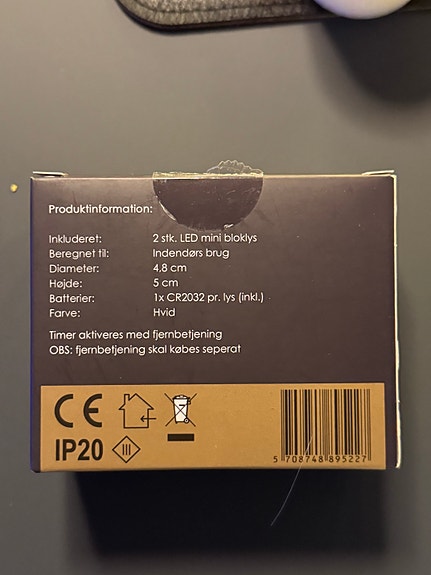 Produktinformation:
Inkluderet: 2 stk. LED mini bloklys
Beregnet til: Indendørs brug
Diameter: 4,8 cm
Højde: 5 cm
Batterier: 1x CR2032 pr. lys (inkl.)
Farve: Hvid
Timer aktiveres med fjernbetjening
OBS: fjernbetjening skal købes seperat
CE
IP20 III
5 708748 895227